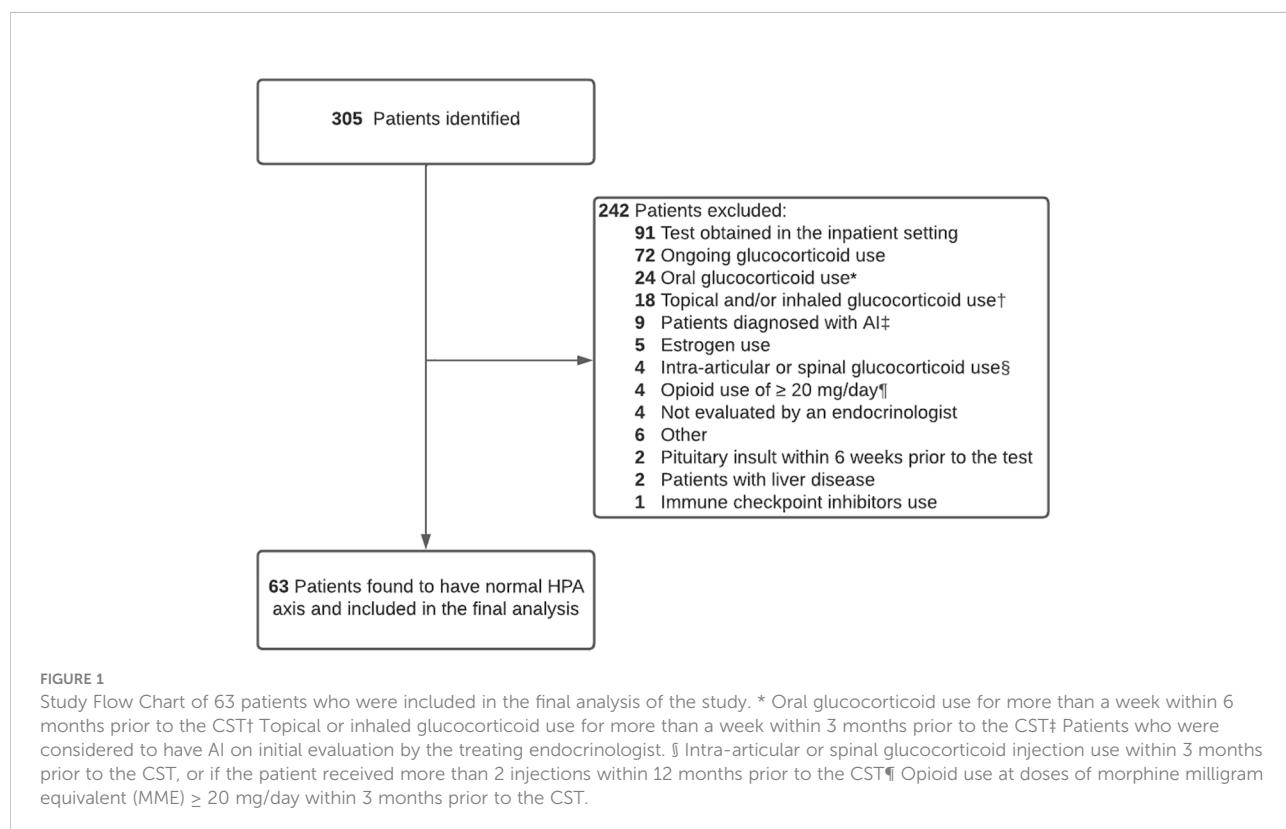 305 Patients identified
242 Patients excluded:
91 Test obtained in the inpatient setting
72 Ongoing glucocorticoid use
24 Oral glucocorticoid use*
18 Topical and/or inhaled glucocorticoid use†
9 Patients diagnosed with AI‡
5 Estrogen use
4 Intra-articular or spinal glucocorticoid use§
4 Opioid use of ≥ 20 mg/day¶
4 Not evaluated by an endocrinologist
6 Other
2 Pituitary insult within 6 weeks prior to the test
2 Patients with liver disease
1 Immune checkpoint inhibitors use
63 Patients found to have normal HPA
axis and included in the final analysis
FIGURE 1
Study Flow Chart of 63 patients who were included in the final analysis of the study. * Oral glucocorticoid use for more than a week within 6
months prior to the CST† Topical or inhaled glucocorticoid use for more than a week within 3 months prior to the CST‡ Patients who were
considered to have AI on initial evaluation by the treating endocrinologist. § Intra-articular or spinal glucocorticoid injection use within 3 months
prior to the CST, or if the patient received more than 2 injections within 12 months prior to the CST¶ Opioid use at doses of morphine milligram
equivalent (MME) ≥ 20 mg/day within 3 months prior to the CST.